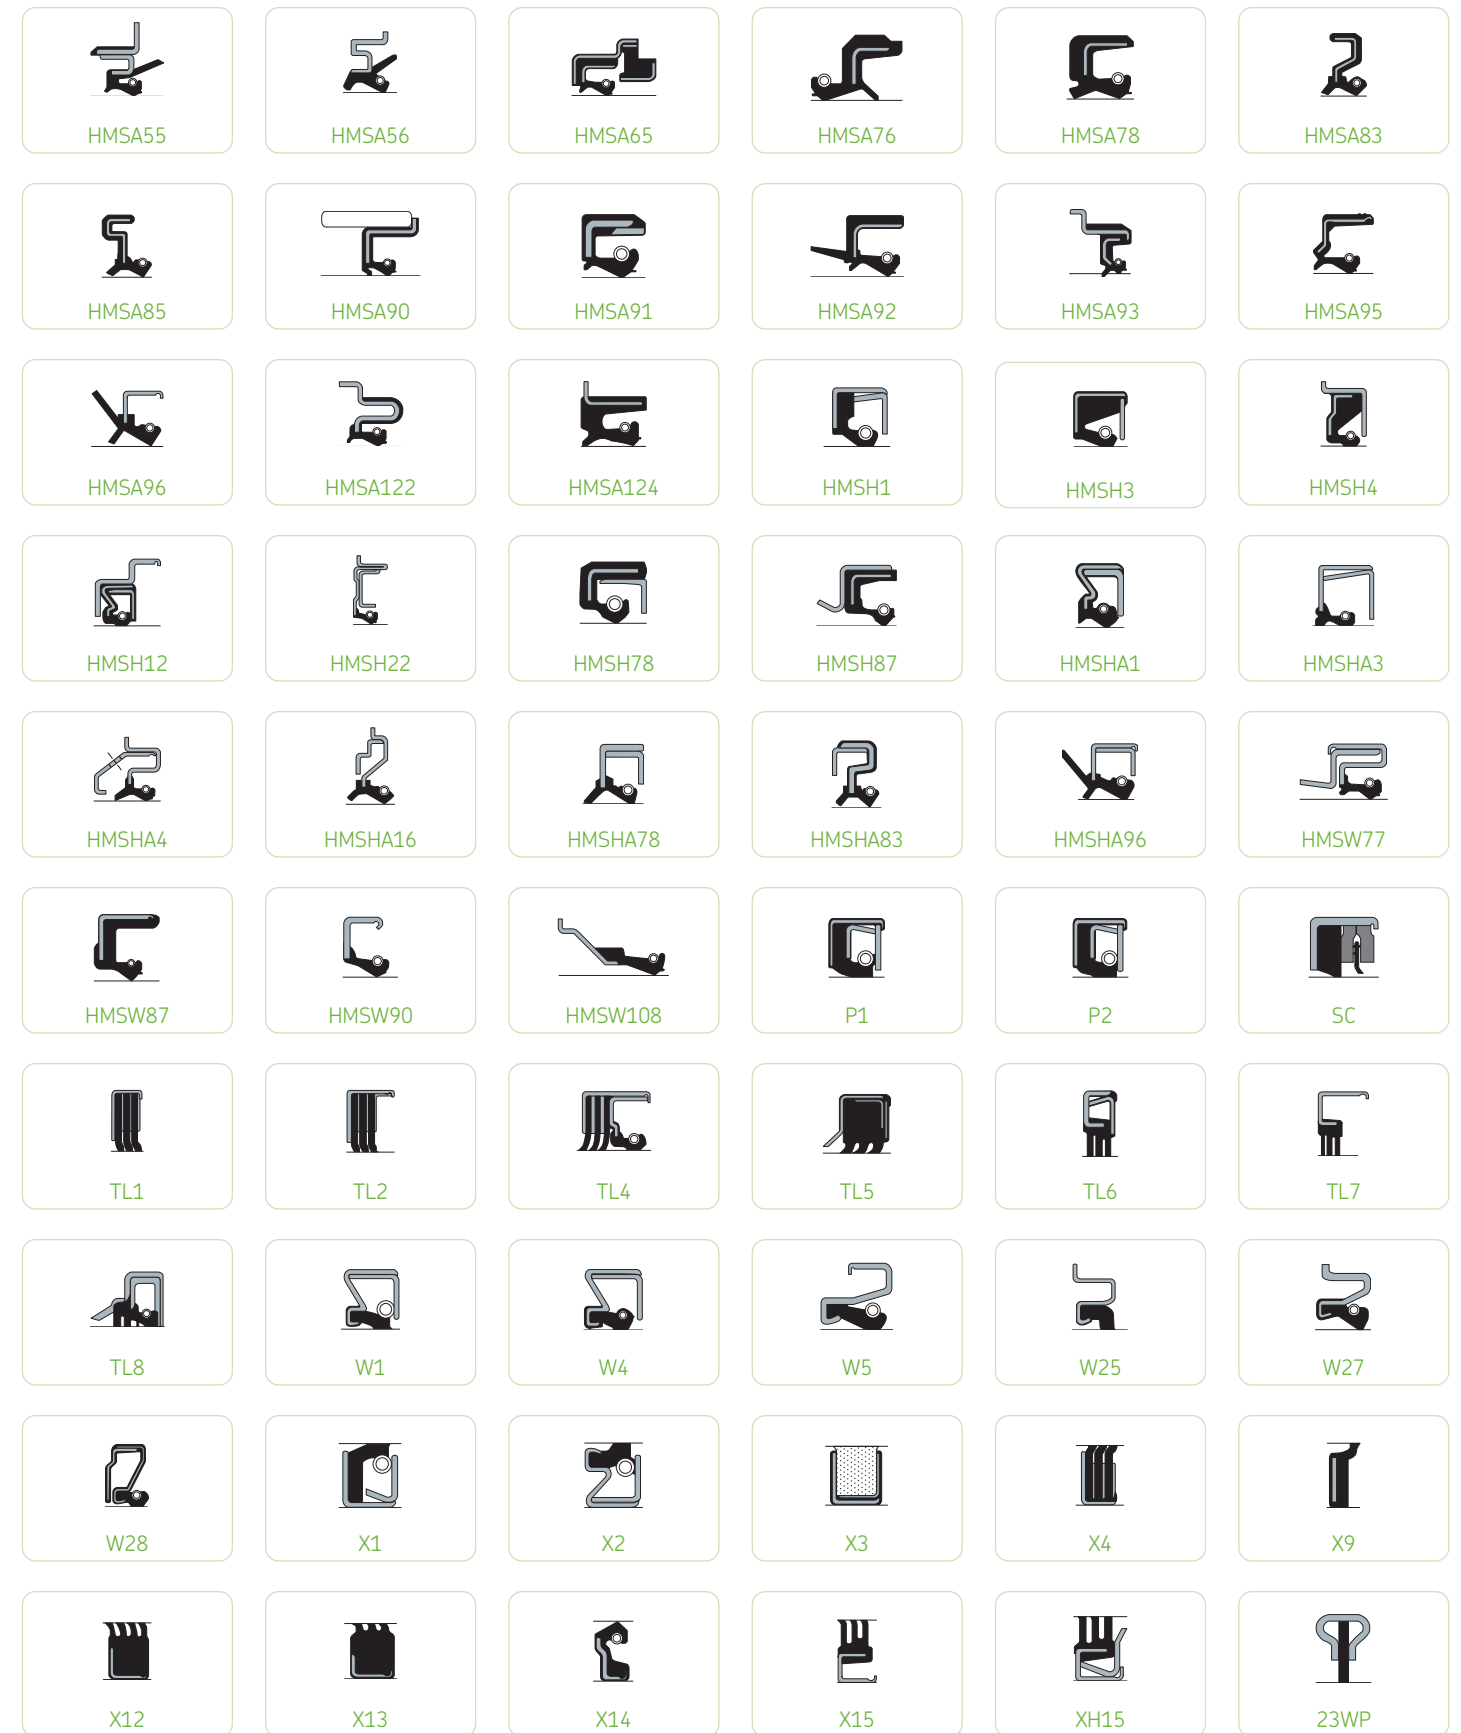 HMSA55 HMSA56 HMSA65 HMSA76 HMSA78 HMSA83
HMSA85 HMSA90 HMSA91 HMSA92 HMSA93 HMSA95
HMSA96 HMSA122 HMSA124 HMSH1 HMSH3 HMSH4
HMSH12 HMSH22 HMSH78 HMSH87 HMSHA1 HMSHA3
HMSHA4 HMSHA16 HMSHA78 HMSHA83 HMSHA96 HMSW77
HMSW87 HMSW90 HMSW108 P1 P2 SC
TL1 TL2 TL4 TL5 TL6 TL7
TL8 W1 W4 W5 W25 W27
W28 X1 X2 X3 X4 X9
X12 X13 X14 X15 XH15 23WP